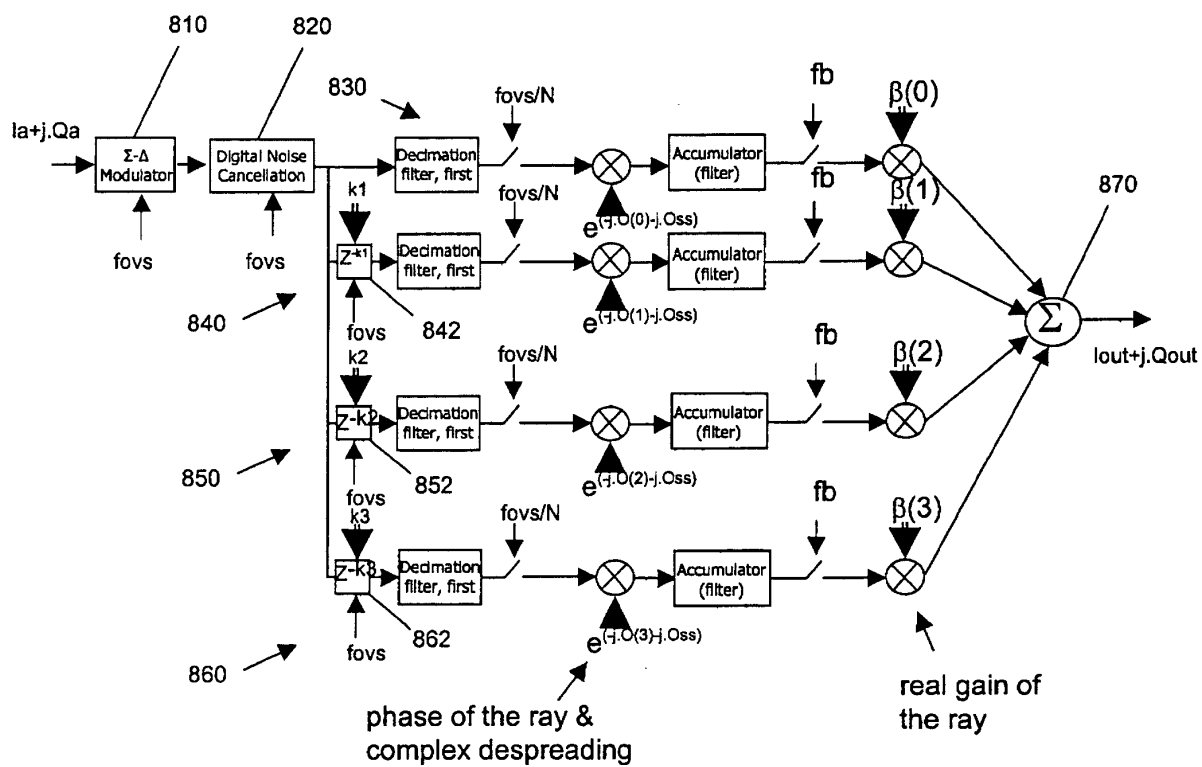 810
820
830
Ia+j.Qa
Σ-Δ
Modulator
Digital Noise
Cancellation
fovs
fovs
Decimation
filter, first
fovs/N
e(-j.O(0)-j.Oss)
Accumulator
(filter)
fb
β(0)
840
k1
Z-k1
fovs
842
Decimation
filter, first
fovs/N
e(-j.O(1)-j.Oss)
Accumulator
(filter)
fb
β(1)
870
Σ
Iout+j.Qout
850
k2
Z-k2
fovs
852
Decimation
filter, first
fovs/N
e(-j.O(2)-j.Oss)
Accumulator
(filter)
fb
β(2)
860
k3
Z-k3
fovs
862
Decimation
filter, first
fovs/N
e(-j.O(3)-j.Oss)
Accumulator
(filter)
fb
β(3)
phase of the ray &
complex despreading
real gain of
the ray